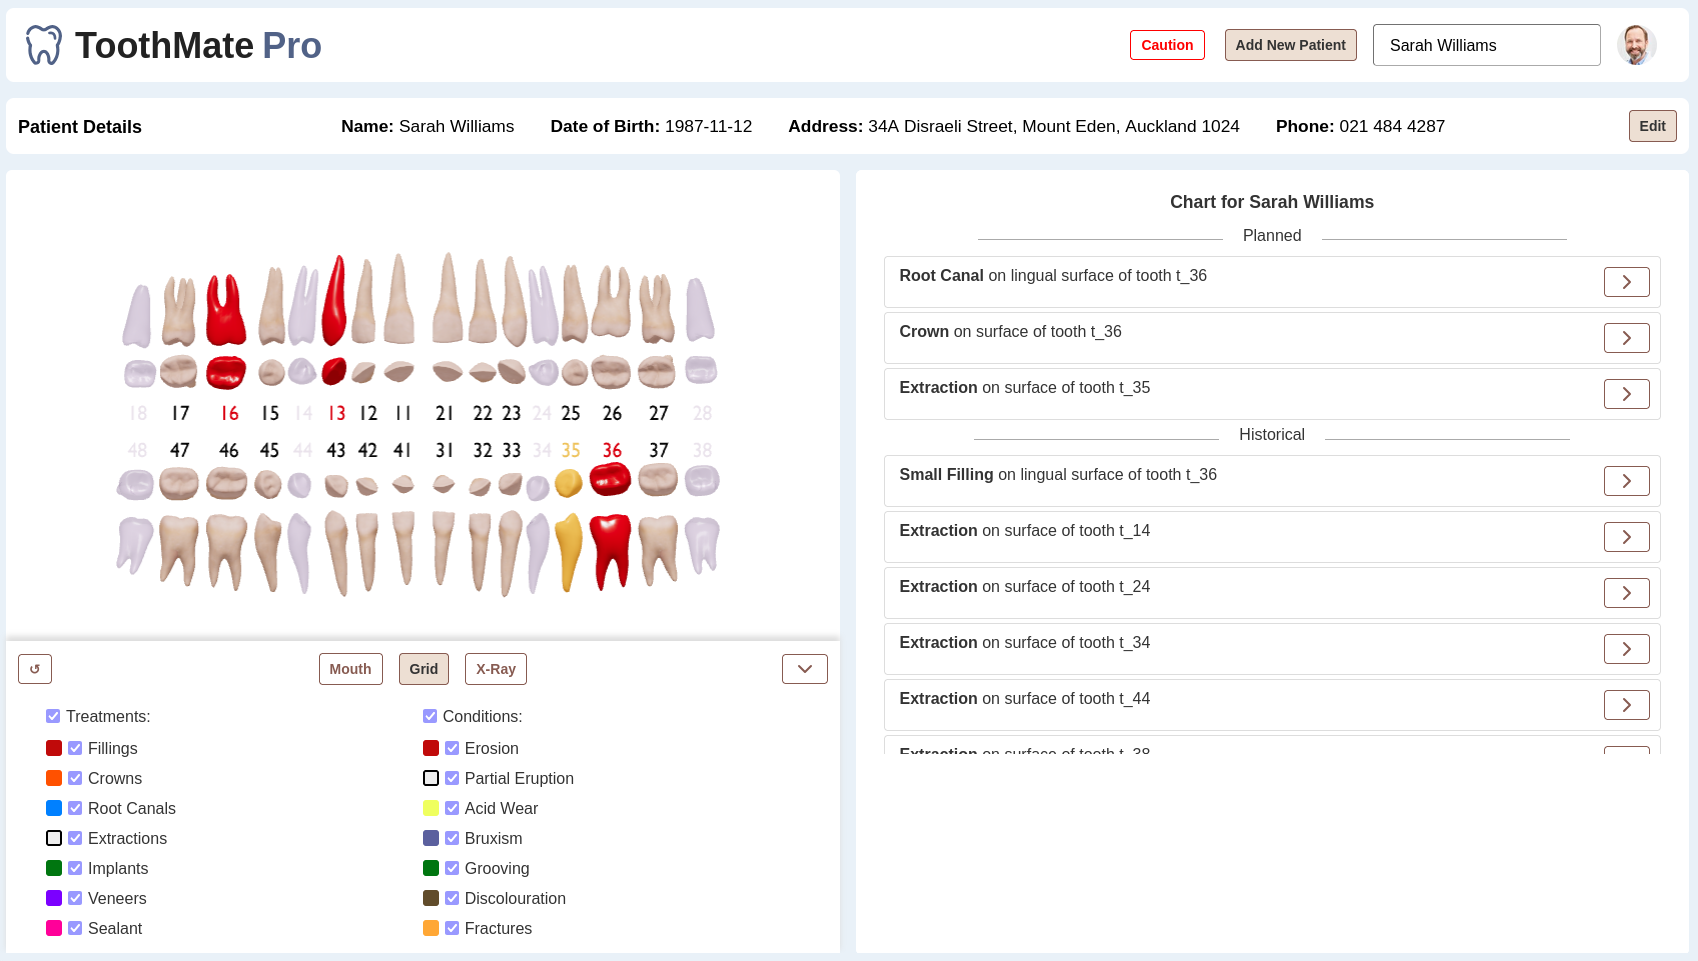 ToothMate Pro
Caution
Add New Patient
Sarah Williams
Patient Details
Name: Sarah Williams
Date of Birth: 1987-11-12
Address: 34A Disraeli Street, Mount Eden, Auckland 1024
Phone: 021 484 4287
Edit
18 17 16 15 14 13 12 11 21 22 23 24 25 26 27 28
48 47 46 45 44 43 42 41 31 32 33 34 35 36 37 38
Mouth
Grid
X-Ray
Treatments:
Fillings
Crowns
Root Canals
Extractions
Implants
Veneers
Sealant
Conditions:
Erosion
Partial Eruption
Acid Wear
Bruxism
Grooving
Discolouration
Fractures
Chart for Sarah Williams
Planned
Root Canal on lingual surface of tooth t_36
Crown on surface of tooth t_36
Extraction on surface of tooth t_35
Historical
Small Filling on lingual surface of tooth t_36
Extraction on surface of tooth t_14
Extraction on surface of tooth t_24
Extraction on surface of tooth t_34
Extraction on surface of tooth t_44
Extraction on surface of tooth t_38